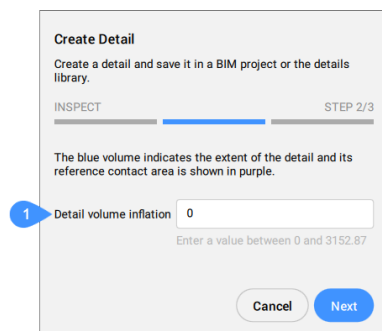 Create Detail
Create a detail and save it in a BIM project or the details
library.
INSPECT STEP 2/3
The blue volume indicates the extent of the detail and its
reference contact area is shown in purple.
1 Detail volume inflation 0
Enter a value between 0 and 3152.87
Cancel Next